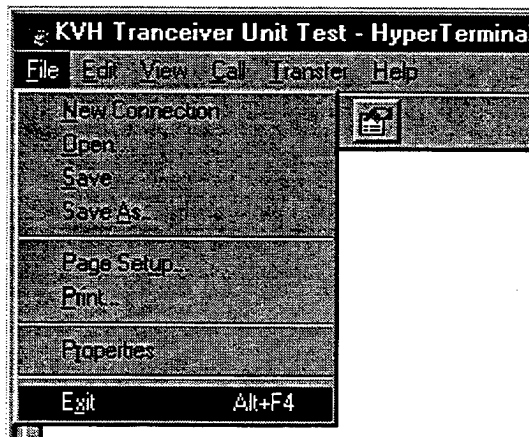 KVH Tranceiver Unit Test - HyperTermina
File Edit View Call Transfer Help
New Connection
Open...
Save
Save As...
Page Setup...
Print...
Properties
Exit Alt+F4